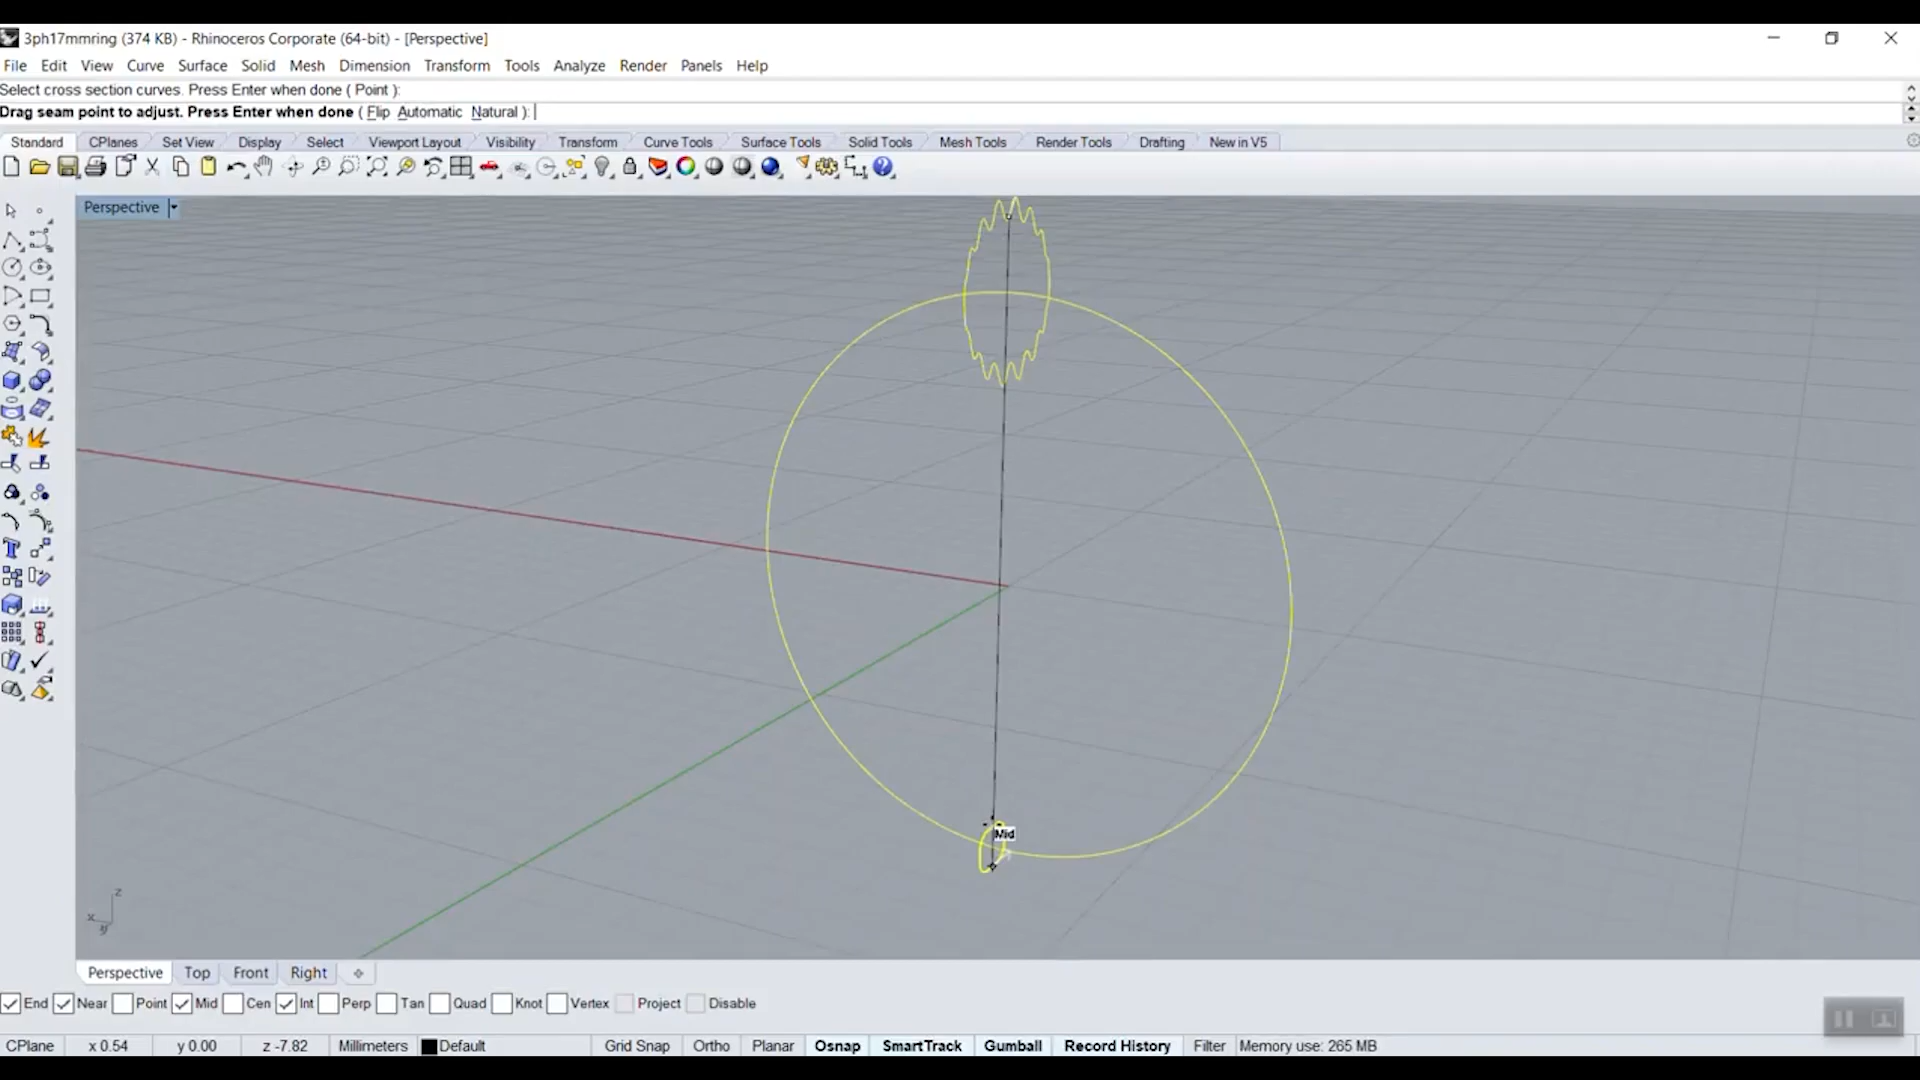 3ph17mmring (374 KB) - Rhinoceros Corporate (64-bit) - [Perspective]
File Edit View Curve Surface Solid Mesh Dimension Transform Tools Analyze Render Panels Help
Select cross section curves. Press Enter when done ( Point ):
Drag seam point to adjust. Press Enter when done ( Flip Automatic Natural ):
Standard CPlanes Set View Display Select Viewport Layout Visibility Transform Curve Tools Surface Tools Solid Tools Mesh Tools Render Tools Drafting New in V5
Perspective
Mid
z
x
y
Perspective Top Front Right
End Near Point Mid Cen Int Perp Tan Quad Knot Vertex Project Disable
CPlane x 0.54 y 0.00 z -7.82 Millimeters Default Grid Snap Ortho Planar Osnap SmartTrack Gumball Record History Filter Memory use: 265 MB